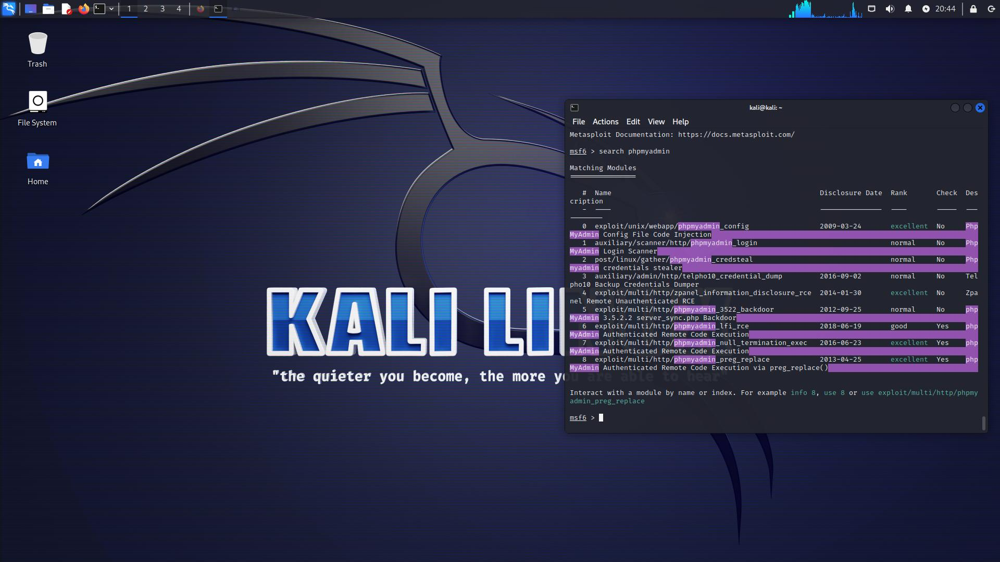 1 2 3 4
20:44
Trash
File System
Home
KALI LI
"the quieter you become, the more you are able to hear"
kali@kali: ~
File Actions Edit View Help
Metasploit Documentation: https://docs.metasploit.com/
msf6 > search phpmyadmin
Matching Modules
================
# Name Disclosure Date Rank Check Des
cription
- ---- --------------- ---- ----- ---
--------
0 exploit/unix/webapp/phpmyadmin_config 2009-03-24 excellent No Php
MyAdmin Config File Code Injection
1 auxiliary/scanner/http/phpmyadmin_login normal No Php
MyAdmin Login Scanner
2 post/linux/gather/phpmyadmin_credsteal normal No Php
myadmin credentials stealer
3 auxiliary/admin/http/telpho10_credential_dump 2016-09-02 normal No Tel
pho10 Backup Credentials Dumper
4 exploit/multi/http/zpanel_information_disclosure_rce 2014-01-30 excellent No Zpa
nel Remote Unauthenticated RCE
5 exploit/multi/http/phpmyadmin_3522_backdoor 2012-09-25 normal No php
MyAdmin 3.5.2.2 server_sync.php Backdoor
6 exploit/multi/http/phpmyadmin_lfi_rce 2018-06-19 good Yes php
MyAdmin Authenticated Remote Code Execution
7 exploit/multi/http/phpmyadmin_null_termination_exec 2016-06-23 excellent Yes php
MyAdmin Authenticated Remote Code Execution
8 exploit/multi/http/phpmyadmin_preg_replace 2013-04-25 excellent Yes php
MyAdmin Authenticated Remote Code Execution via preg_replace()
Interact with a module by name or index. For example info 8, use 8 or use exploit/multi/http/phpmy
admin_preg_replace
msf6 >